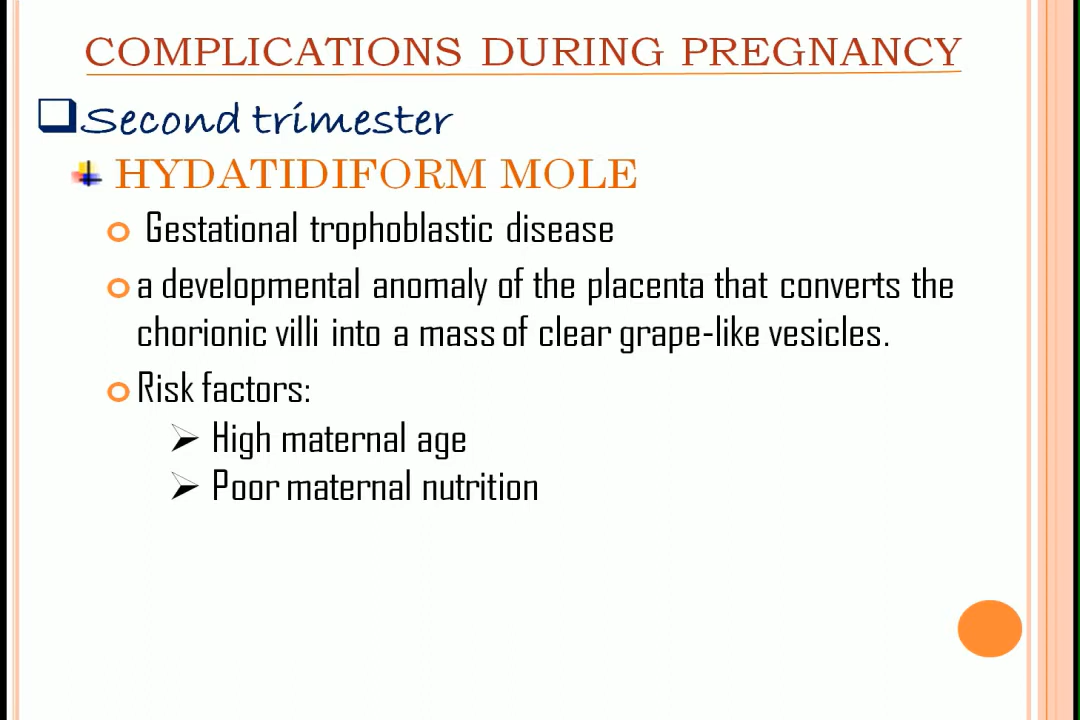 COMPLICATIONS DURING PREGNANCY
Second trimester
HYDATIDIFORM MOLE
Gestational trophoblastic disease
a developmental anomaly of the placenta that converts the
chorionic villi into a mass of clear grape-like vesicles.
Risk factors:
High maternal age
Poor maternal nutrition